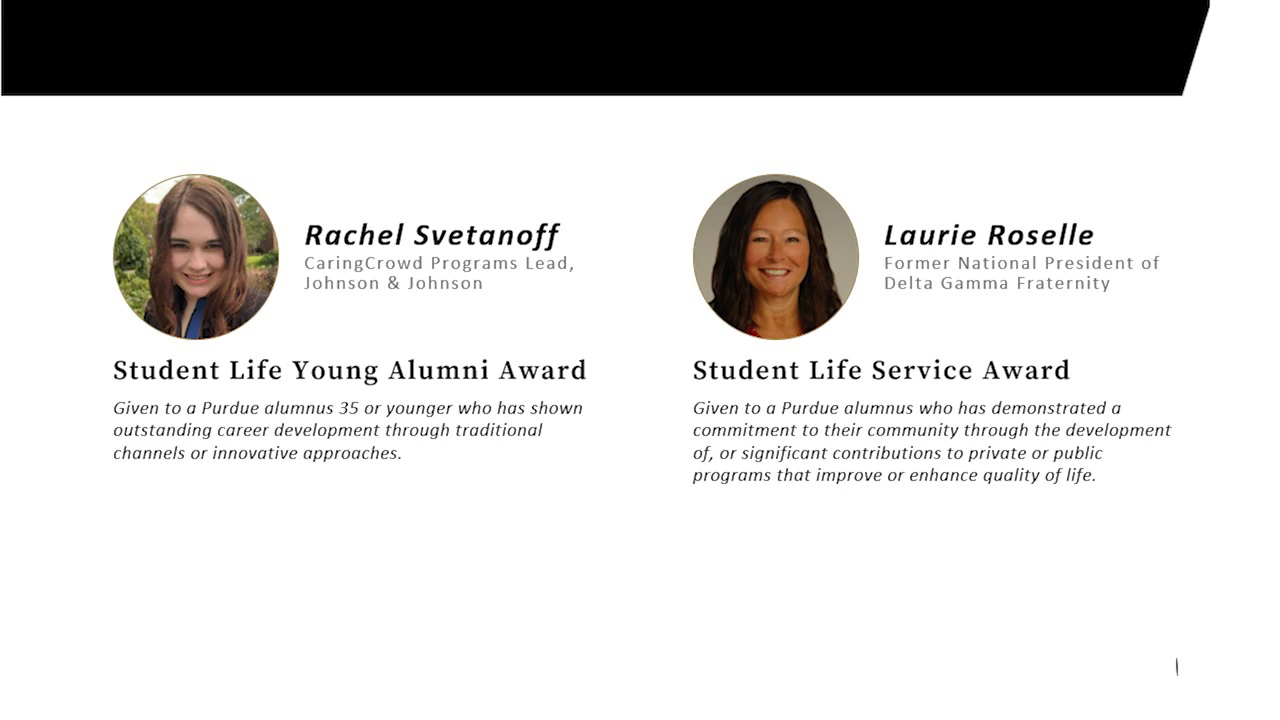 Rachel Svetanoff
CaringCrowd Programs Lead,
Johnson & Johnson
Student Life Young Alumni Award
Given to a Purdue alumnus 35 or younger who has shown
outstanding career development through traditional
channels or innovative approaches.
Laurie Roselle
Former National President of
Delta Gamma Fraternity
Student Life Service Award
Given to a Purdue alumnus who has demonstrated a
commitment to their community through the development
of, or significant contributions to private or public
programs that improve or enhance quality of life.